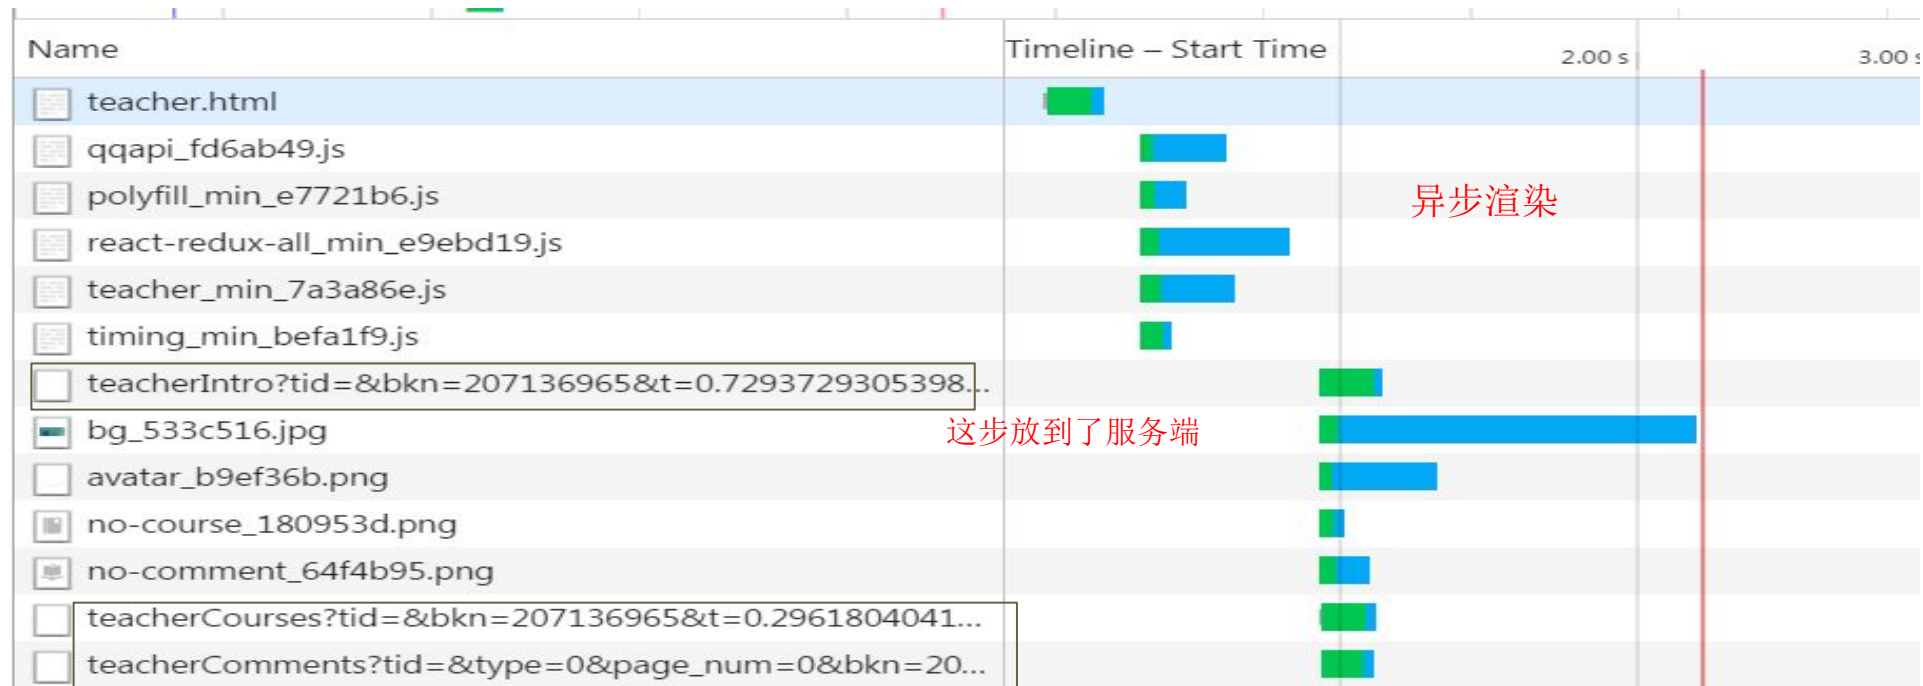 Name
Timeline – Start Time
2.00 s
3.00 s
teacher.html
qqapi_fd6ab49.js
polyfill_min_e7721b6.js
异步渲染
react-redux-all_min_e9ebd19.js
teacher_min_7a3a86e.js
timing_min_befa1f9.js
teacherIntro?tid=&bkn=207136965&t=0.7293729305398...
bg_533c516.jpg
这步放到了服务端
avatar_b9ef36b.png
no-course_180953d.png
no-comment_64f4b95.png
teacherCourses?tid=&bkn=207136965&t=0.2961804041...
teacherComments?tid=&type=0&page_num=0&bkn=20...